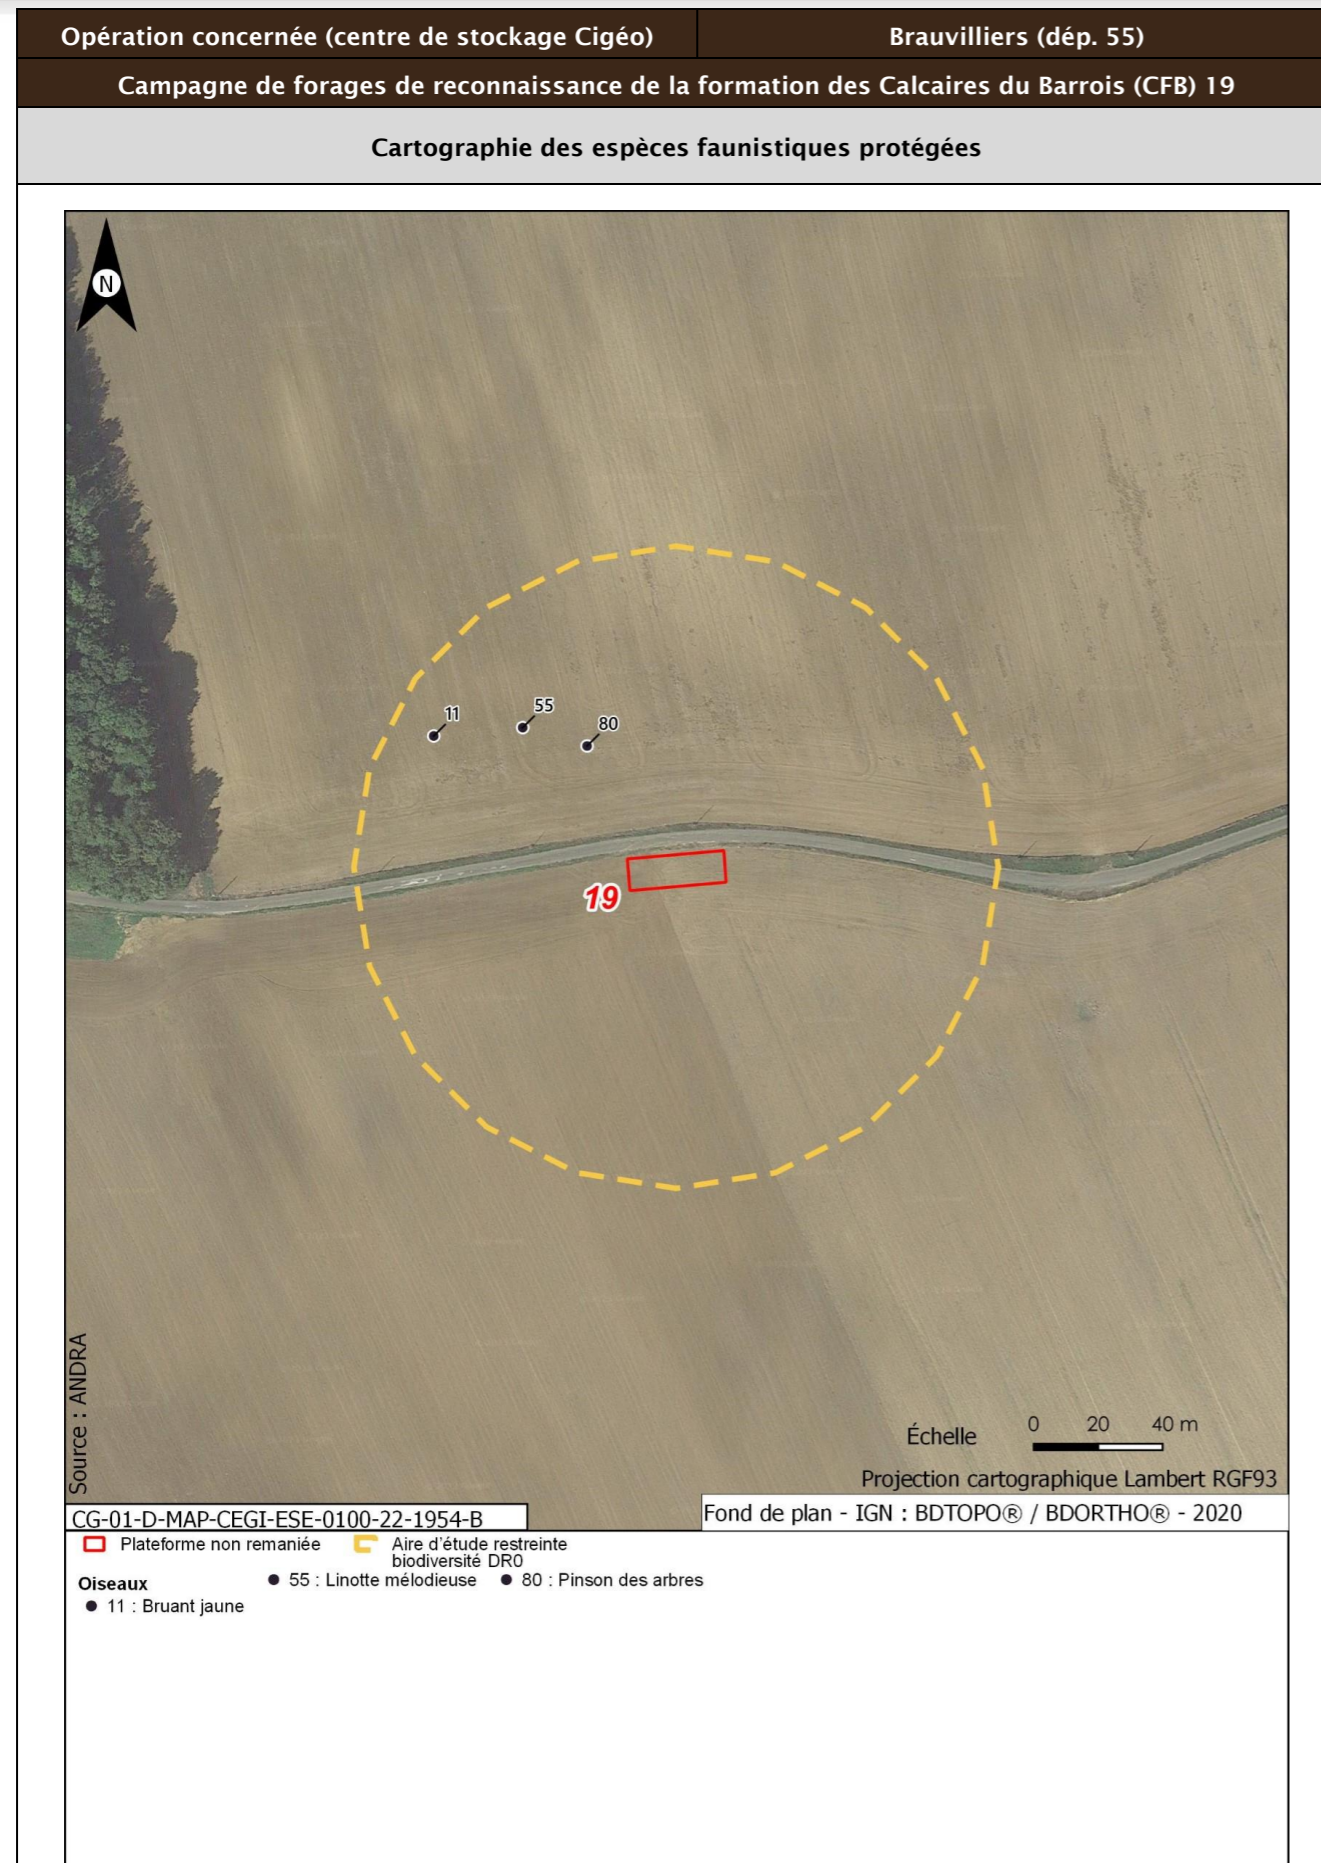 Opération concernée (centre de stockage Cigéo) Brauvilliers (dép. 55)
Campagne de forages de reconnaissance de la formation des Calcaires du Barrois (CFB) 19
Cartographie des espèces faunistiques protégées
N
11
55
80
19
Source : ANDRA
Échelle 0 20 40 m
Projection cartographique Lambert RGF93
Fond de plan - IGN : BDTOPO® / BDORTHO® - 2020
CG-01-D-MAP-CEGI-ESE-0100-22-1954-B
Plateforme non remaniée Aire d'étude restreinte
biodiversité DR0
Oiseaux 55 : Linotte mélodieuse 80 : Pinson des arbres
11 : Bruant jaune